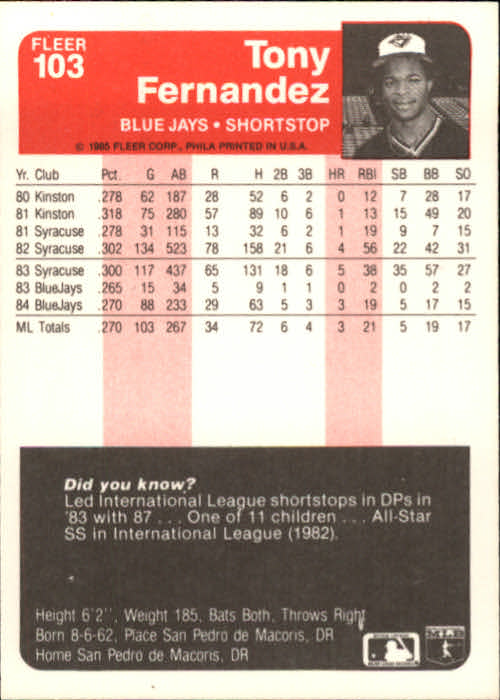 FLEER
103
Tony
Fernandez
BLUE JAYS • SHORTSTOP
© 1985 FLEER CORP., PHILA PRINTED IN U.S.A.
Yr. Club Pct. G AB R H 2B 3B HR RBI SB BB SO
80 Kinston .278 62 187 28 52 6 2 0 12 7 28 17
81 Kinston .318 75 280 57 89 10 6 1 13 15 49 20
81 Syracuse .278 31 115 13 32 6 2 1 19 9 7 15
82 Syracuse .302 134 523 78 158 21 6 4 56 22 42 31
83 Syracuse .300 117 437 65 131 18 6 5 38 35 57 27
83 BlueJays .265 15 34 5 9 1 1 0 2 0 2 2
84 BlueJays .270 88 233 29 63 5 3 3 19 5 17 15
ML Totals .270 103 267 34 72 6 4 3 21 5 19 17
Did you know?
Led International League shortstops in DPs in
'83 with 87 . . . One of 11 children . . . All-Star
SS in International League (1982).
Height 6'2'', Weight 185, Bats Both, Throws Right
Born 8-6-62, Place San Pedro de Macoris, DR
Home San Pedro de Macoris, DR